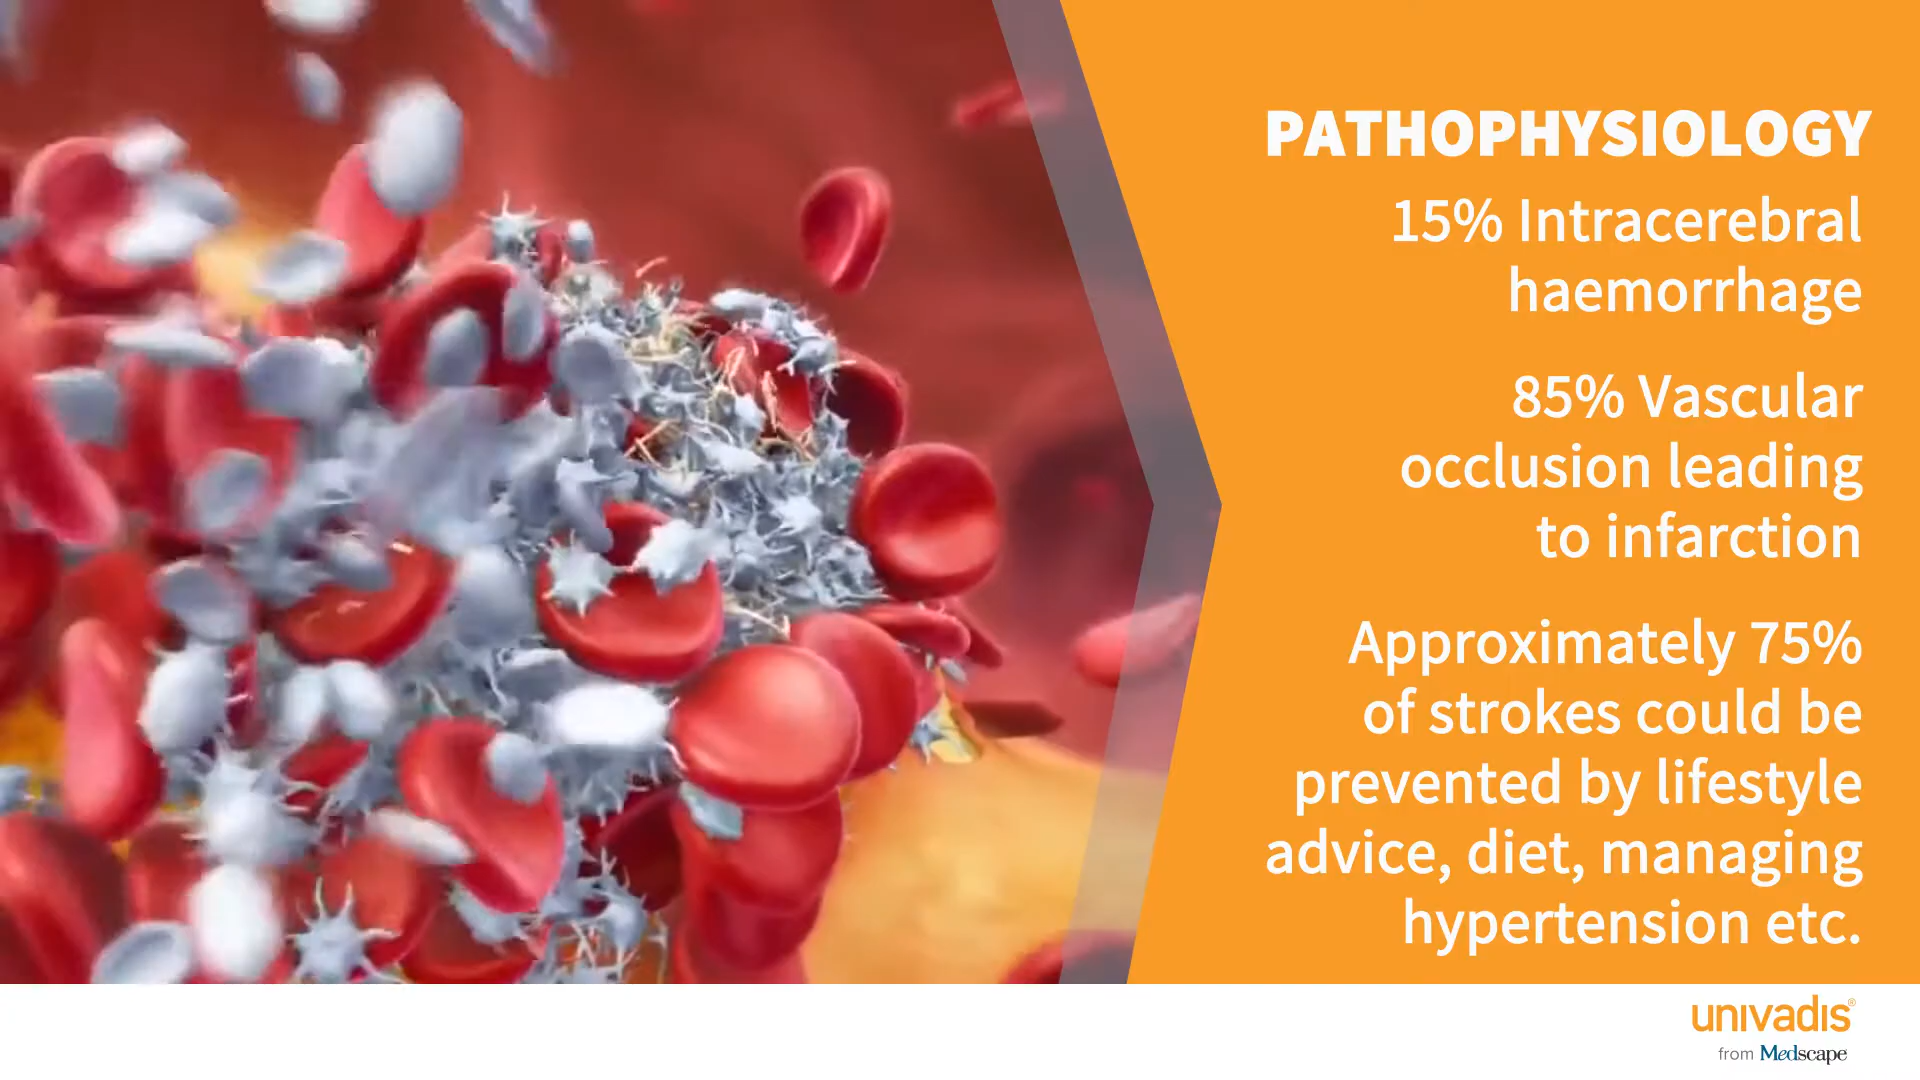 PATHOPHYSIOLOGY
15% Intracerebral
haemorrhage
85% Vascular
occlusion leading
to infarction
Approximately 75%
of strokes could be
prevented by lifestyle
advice, diet, managing
hypertension etc.
univadis®
from Medscape